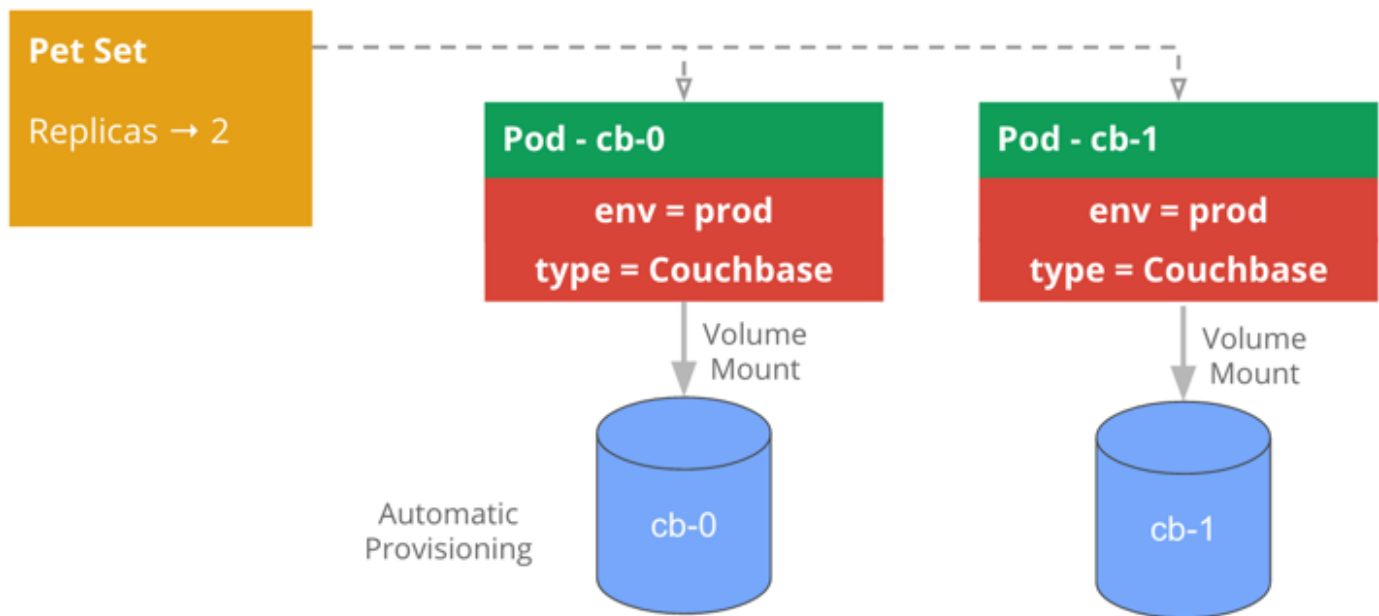 Pet Set
Replicas → 2
Pod - cb-0
env = prod
type = Couchbase
Pod - cb-1
env = prod
type = Couchbase
Volume
Mount
Volume
Mount
Automatic
Provisioning
cb-0
cb-1